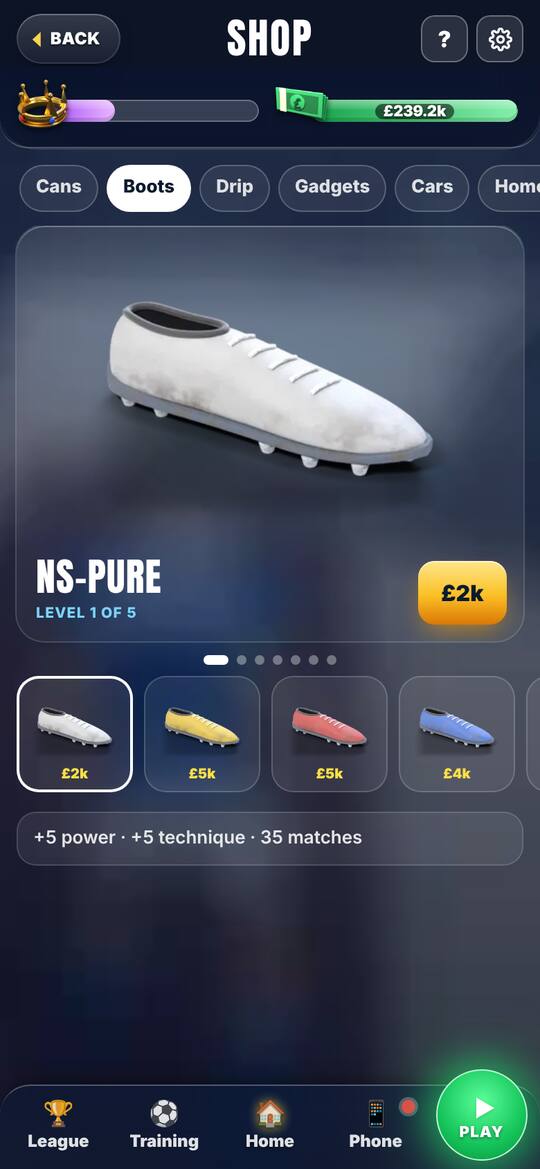 BACK
SHOP
?
£239.2k
Cans
Boots
Drip
Gadgets
Cars
Home
NS-PURE
LEVEL 1 OF 5
£2k
£2k
£5k
£5k
£4k
+5 power · +5 technique · 35 matches
League
Training
Home
Phone
PLAY